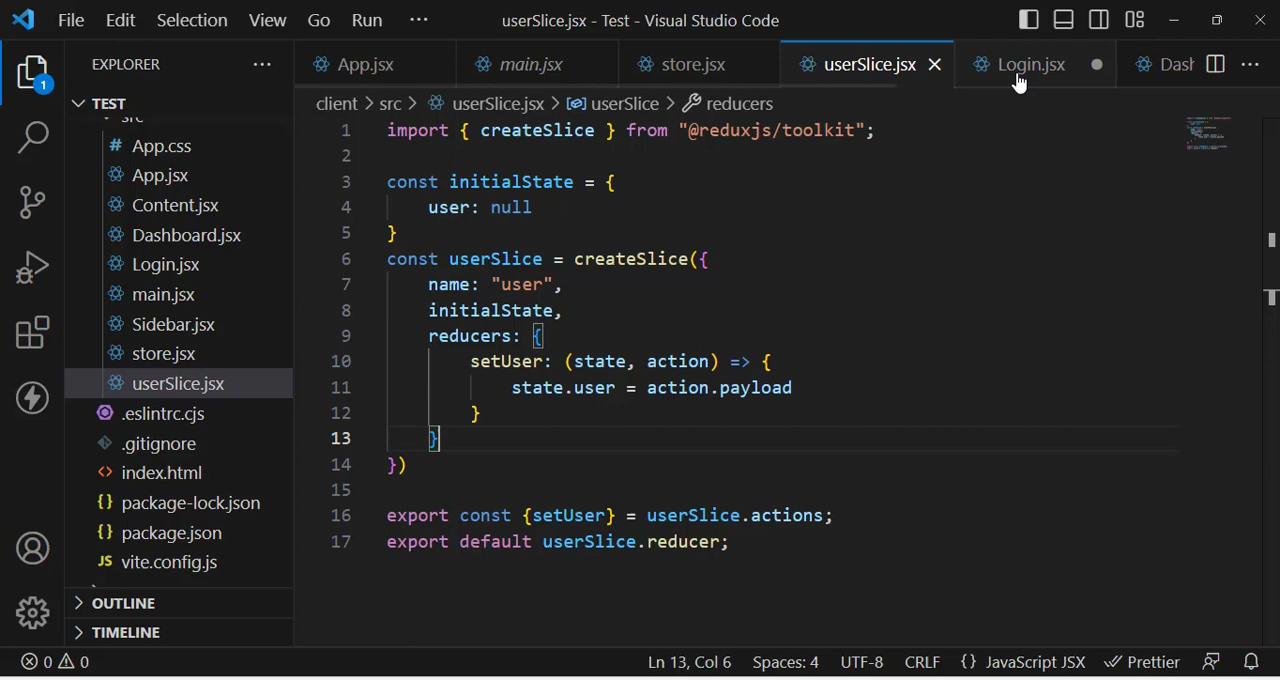 File Edit Selection View Go Run ··· userSlice.jsx - Test - Visual Studio Code
EXPLORER ···
App.jsx main.jsx store.jsx userSlice.jsx Login.jsx Dash ···
1
TEST
client > src > userSlice.jsx > userSlice > reducers
src
App.css
App.jsx
Content.jsx
Dashboard.jsx
Login.jsx
main.jsx
Sidebar.jsx
store.jsx
userSlice.jsx
.eslintrc.cjs
.gitignore
index.html
package-lock.json
package.json
JS vite.config.js
OUTLINE
TIMELINE
1 import { createSlice } from "@reduxjs/toolkit";
2
3 const initialState = {
4 user: null
5 }
6 const userSlice = createSlice({
7 name: "user",
8 initialState,
9 reducers: {
10 setUser: (state, action) => {
11 state.user = action.payload
12 }
13 }
14 })
15
16 export const {setUser} = userSlice.actions;
17 export default userSlice.reducer;
0 0 Ln 13, Col 6 Spaces: 4 UTF-8 CRLF {} JavaScript JSX Prettier